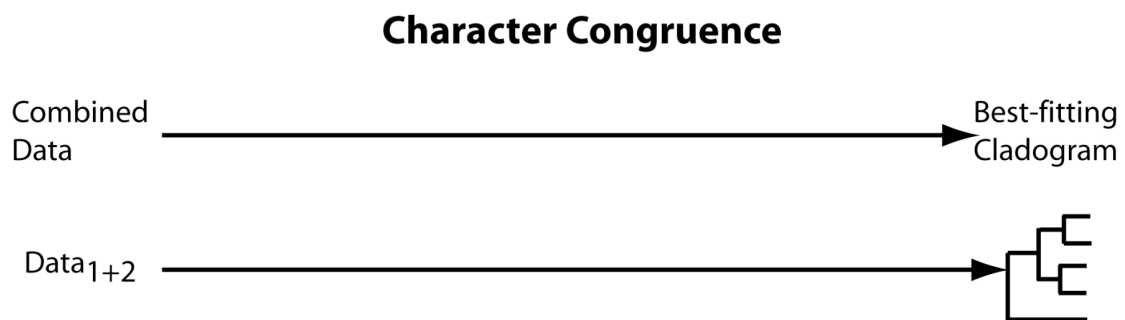 Character Congruence
Combined
Data
Best-fitting
Cladogram
Data1+2